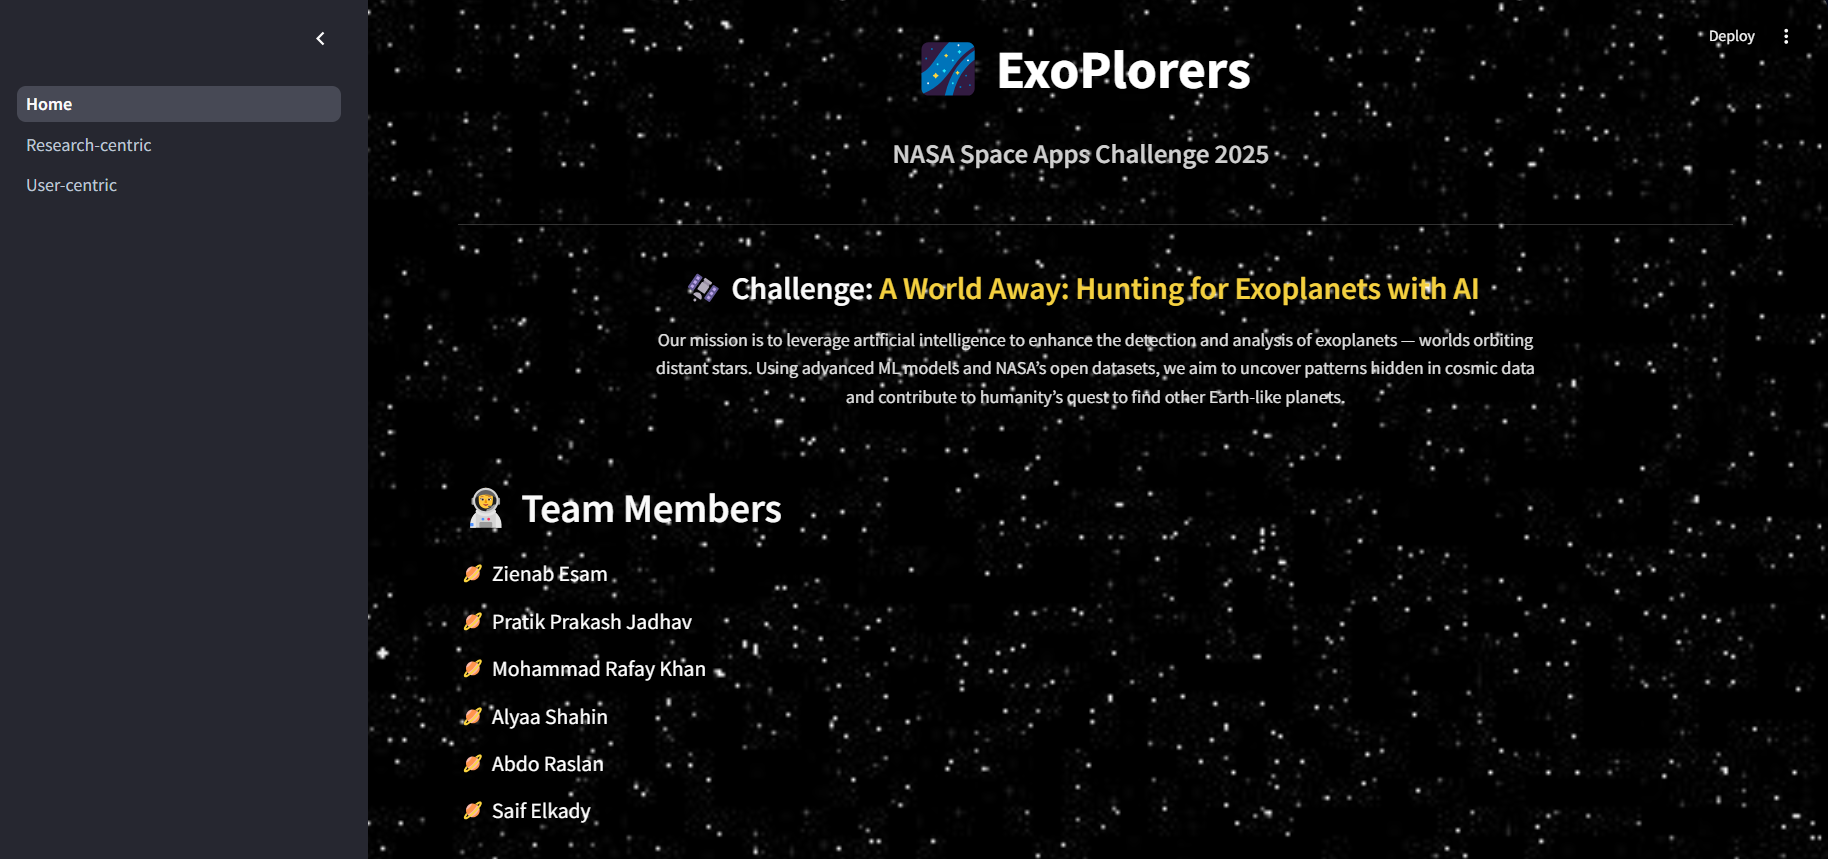 Home
Research-centric
User-centric
Deploy
ExoPlorers
NASA Space Apps Challenge 2025
Challenge: A World Away: Hunting for Exoplanets with AI
Our mission is to leverage artificial intelligence to enhance the detection and analysis of exoplanets — worlds orbiting
distant stars. Using advanced ML models and NASA’s open datasets, we aim to uncover patterns hidden in cosmic data
and contribute to humanity’s quest to find other Earth-like planets.
Team Members
Zienab Esam
Pratik Prakash Jadhav
Mohammad Rafay Khan
Alyaa Shahin
Abdo Raslan
Saif Elkady